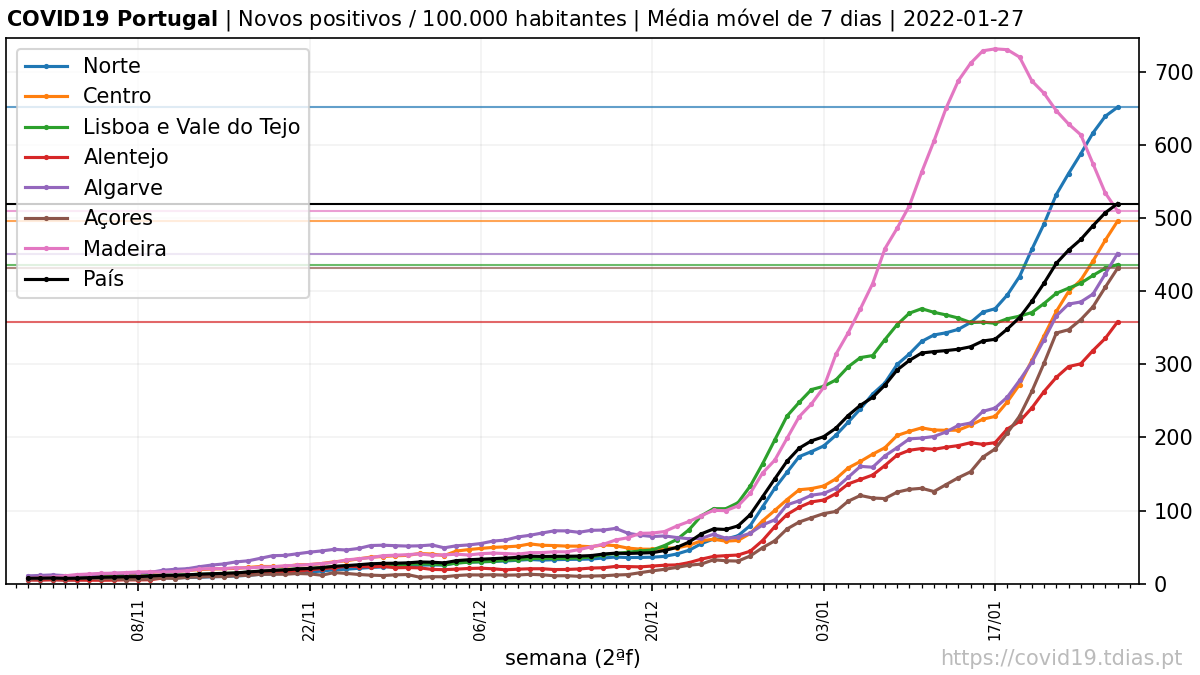 COVID19 Portugal | Novos positivos / 100.000 habitantes | Média móvel de 7 dias | 2022-01-27
Norte
Centro
Lisboa e Vale do Tejo
Alentejo
Algarve
Açores
Madeira
País
700
600
500
400
300
200
100
0
08/11
22/11
06/12
20/12
03/01
17/01
semana (2ªf)
https://covid19.tdias.pt